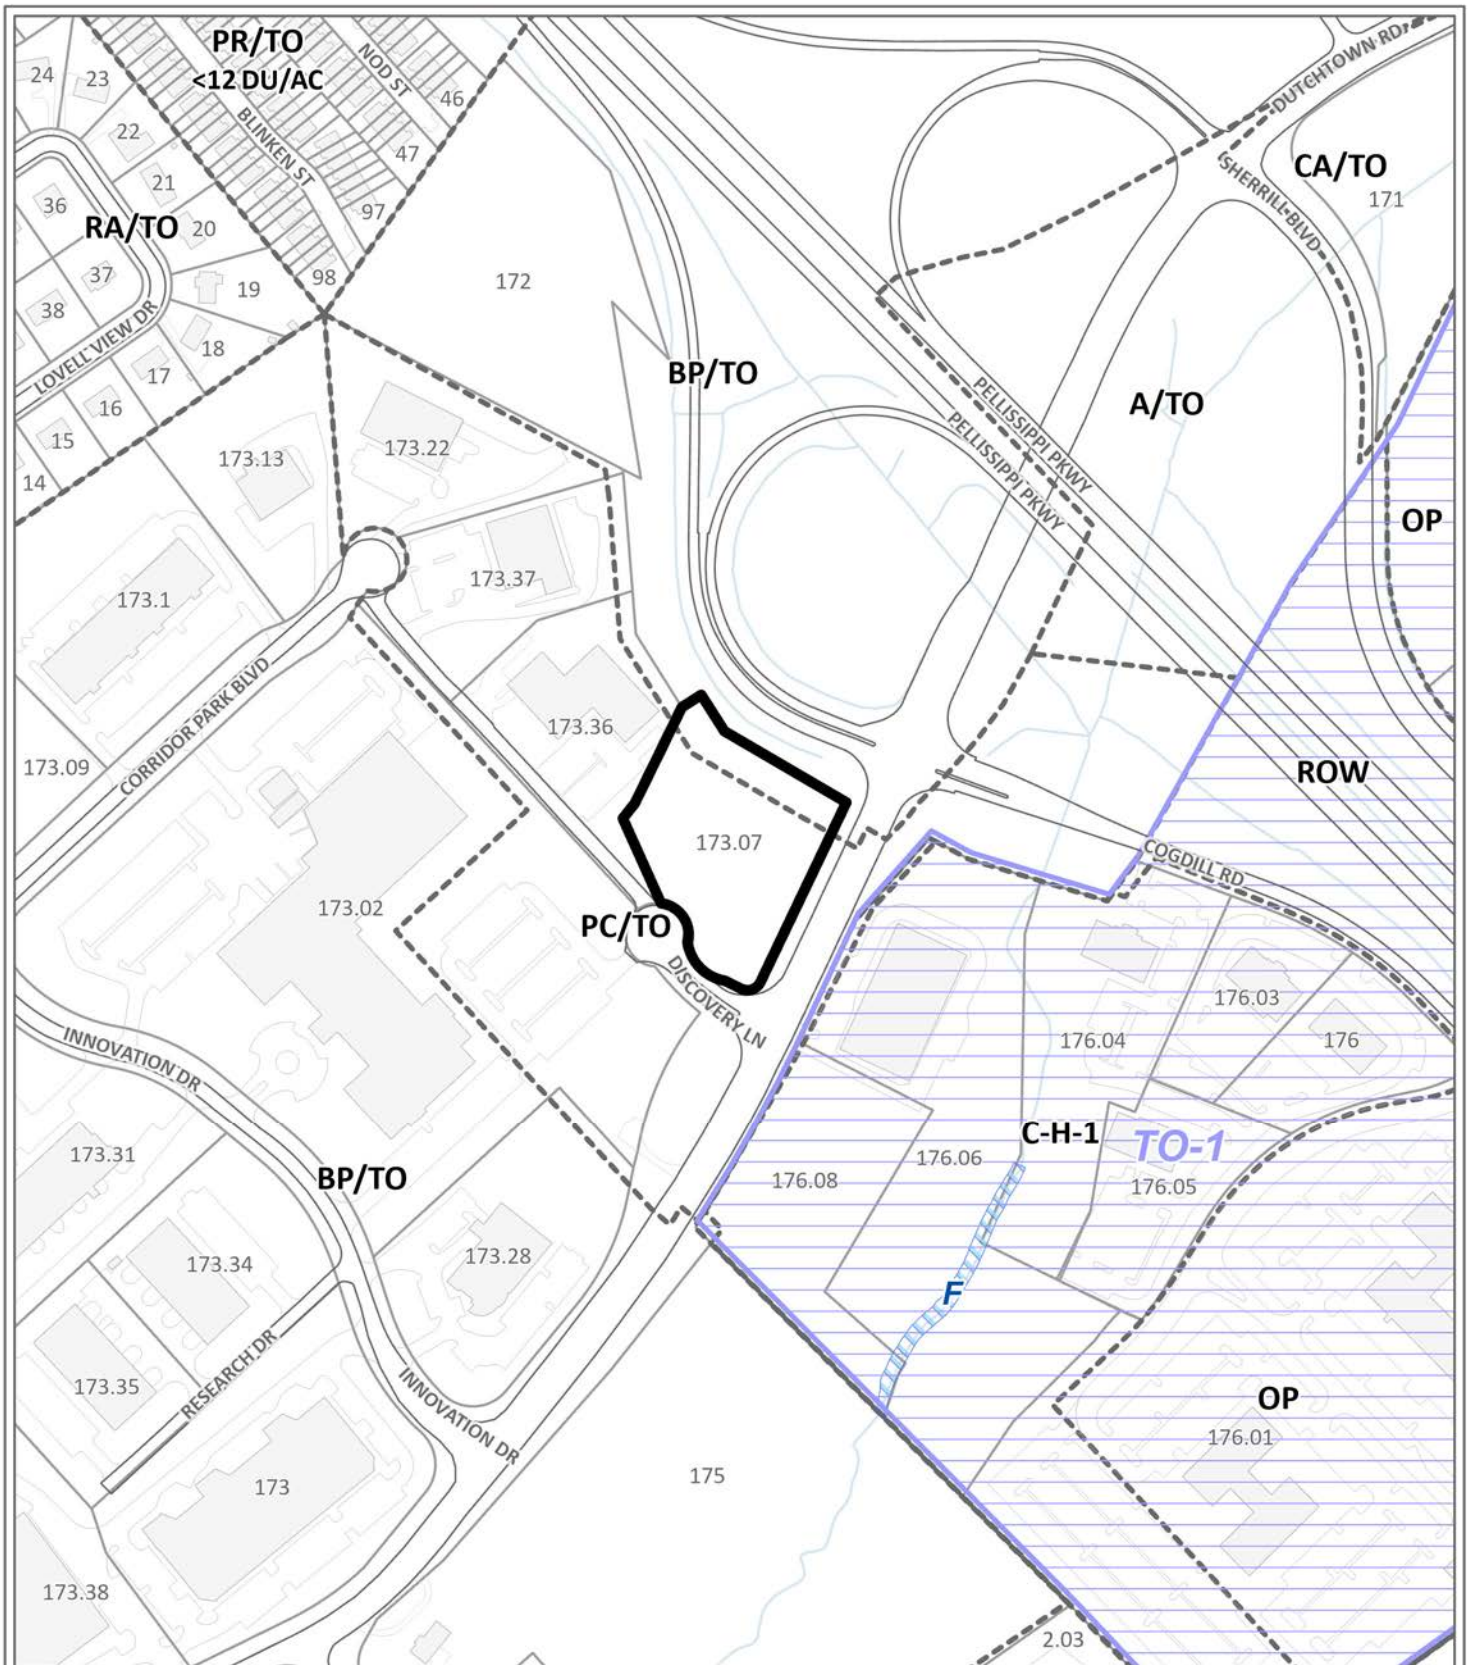 PR/TO
<12 DU/AC
NOD ST
DUTCHTOWN RD
24
23
46
BLINKEN ST
22
47
SHERRILL BLVD
CA/TO
171
21
36
97
RA/TO
20
37
98
172
19
38
18
LOVELL VIEW DR
17
BP/TO
PELLISSIPPI PKWY
A/TO
16
PELLISSIPPI PKWY
15
173.13
173.22
14
OP
173.37
173.1
CORRIDOR PARK BLVD
173.36
173.09
ROW
173.07
COGDILL RD
173.02
PC/TO
DISCOVERY LN
176.03
176.04
176
INNOVATION DR
C-H-1
TO-1
173.31
176.06
BP/TO
176.08
176.05
173.28
173.34
F
RESEARCH DR
173.35
INNOVATION DR
OP
176.01
175
173
173.38
2.03